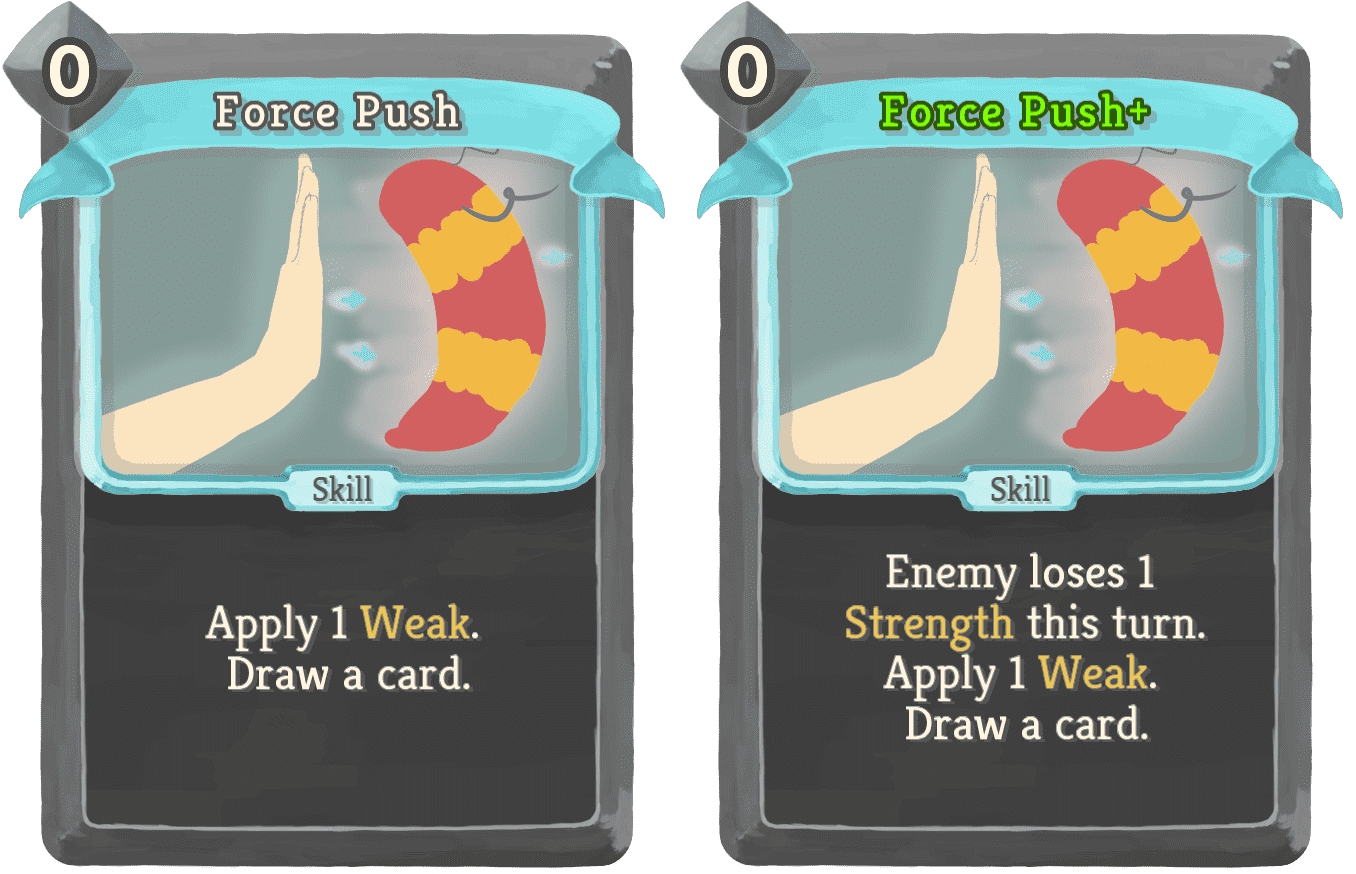 0
Force Push
Skill
Apply 1 Weak.
Draw a card.
0
Force Push+
Skill
Enemy loses 1
Strength this turn.
Apply 1 Weak.
Draw a card.